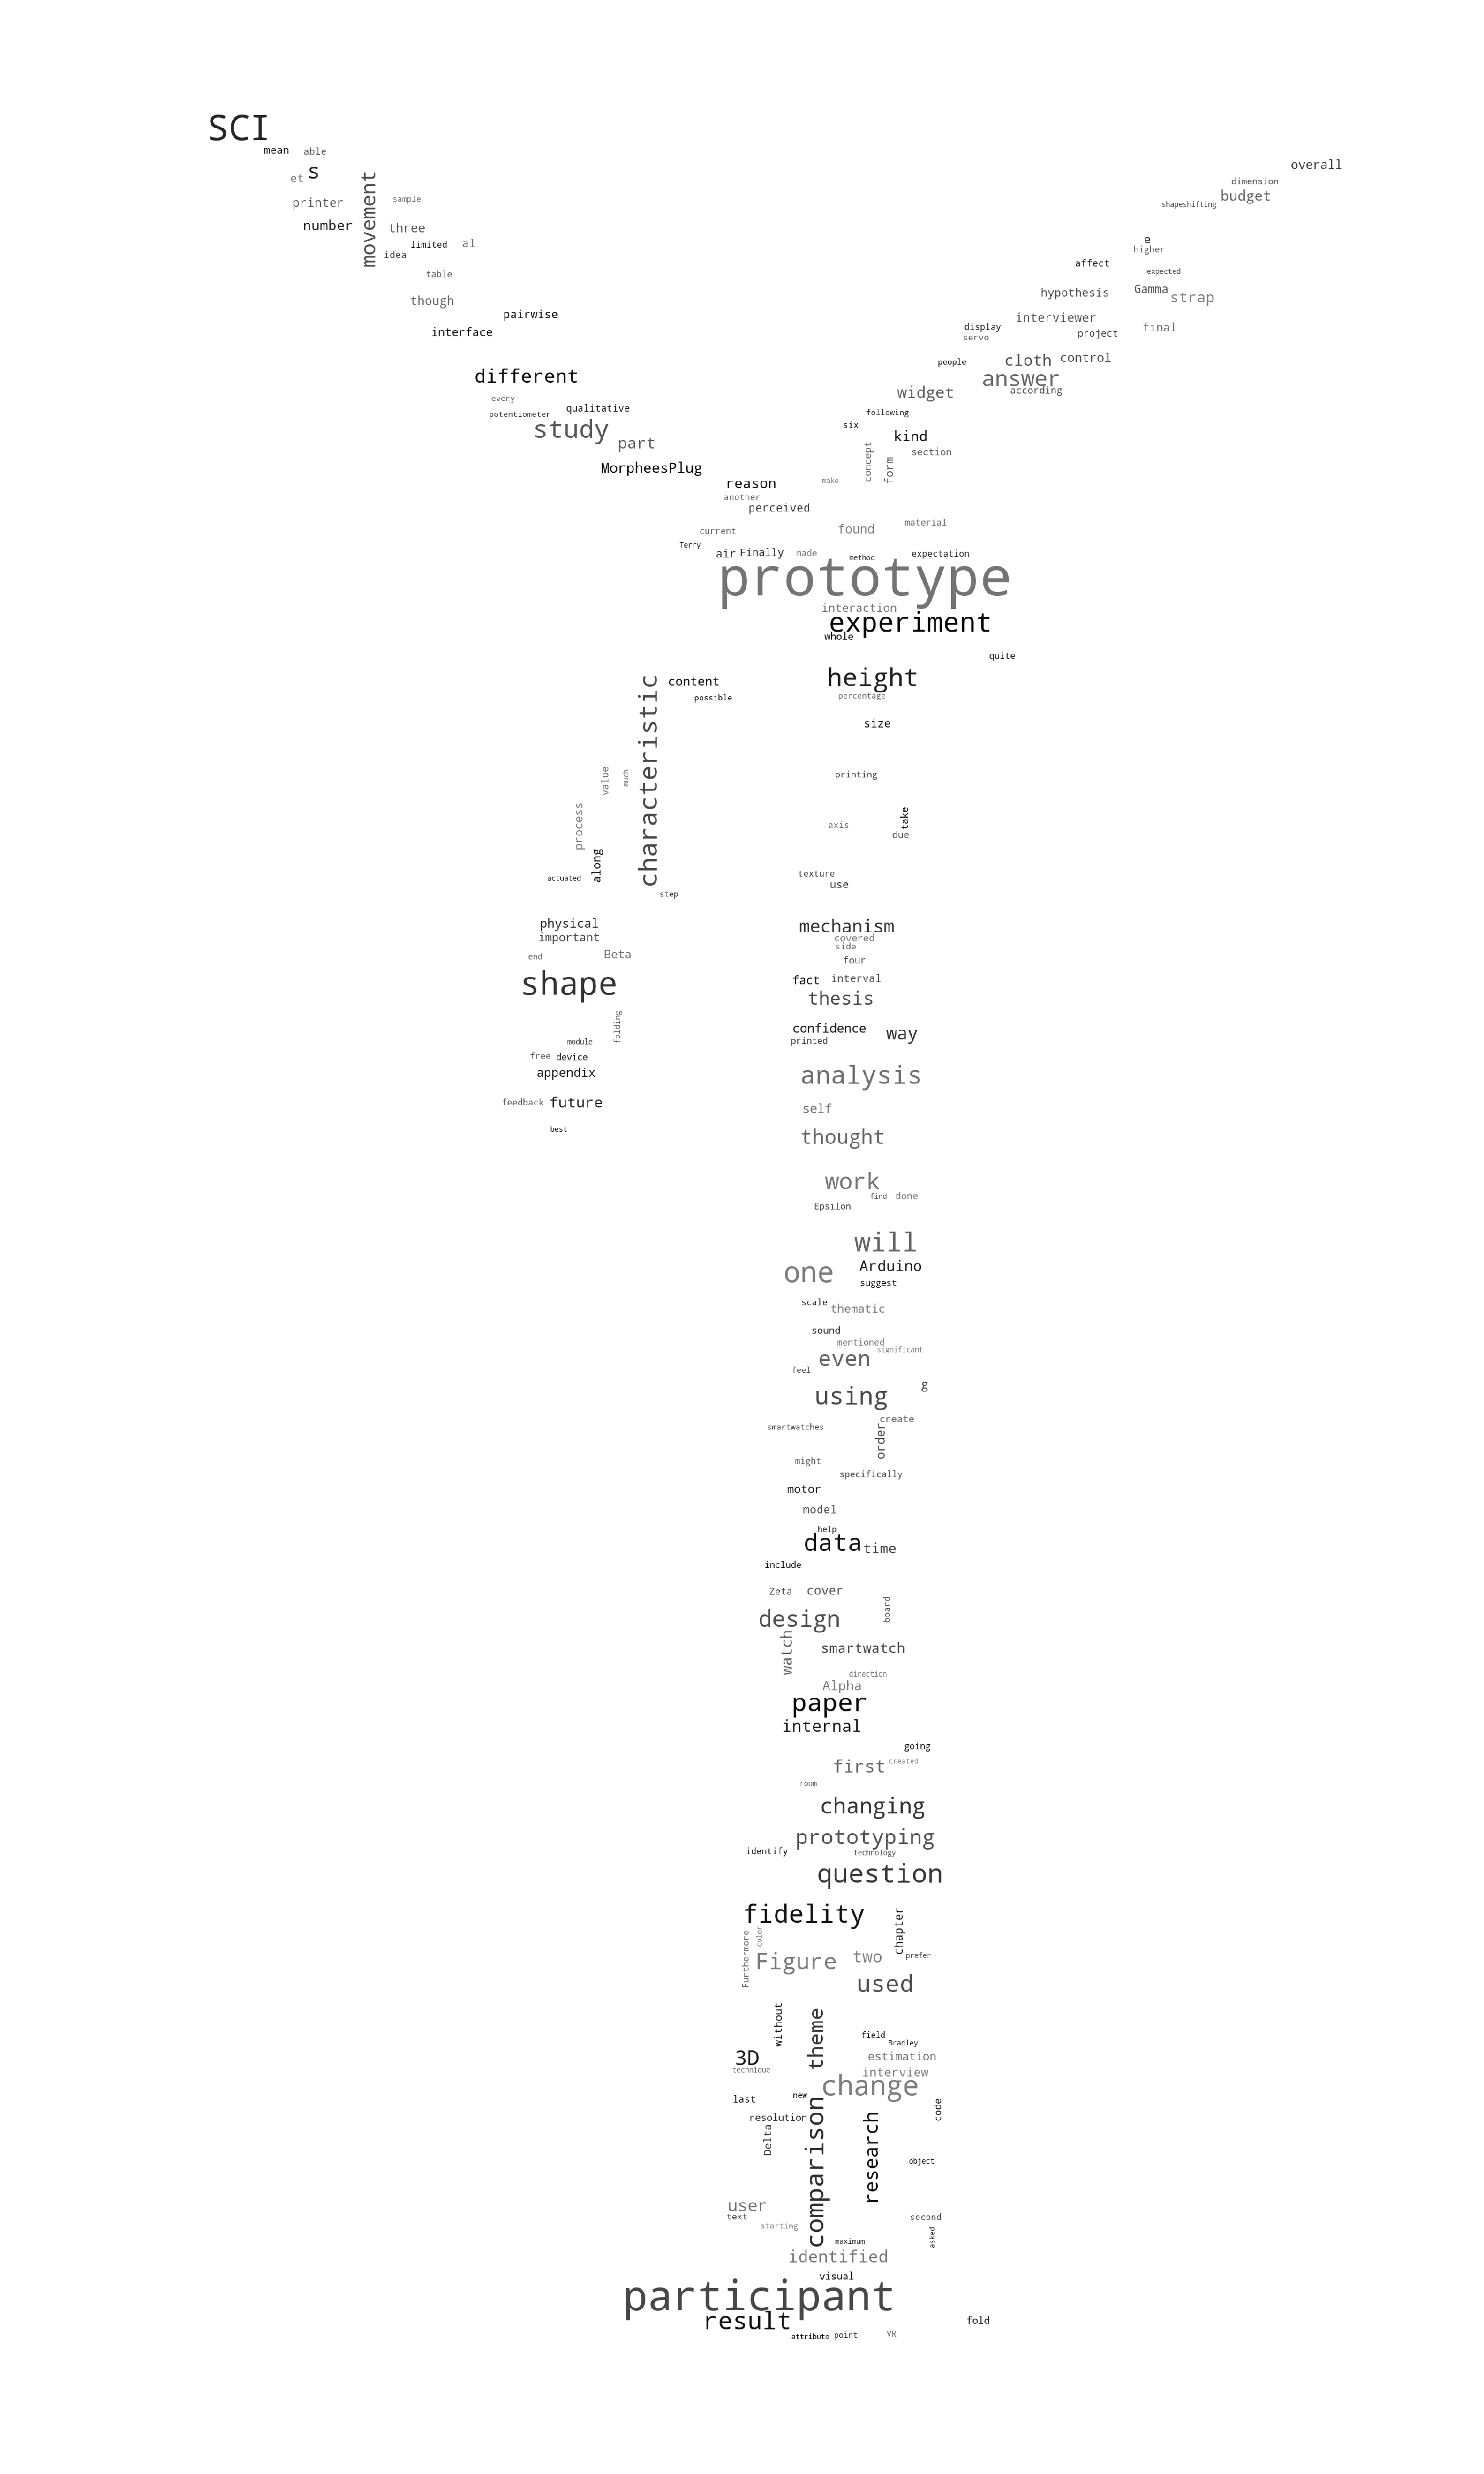 SCI
mean able
et s
overall
dimension
printer movement sample
budget
shapeshifting
number three
limited al
idea
e
higher
affect
table
expected
though
hypothesis Gamma strap
pairwise
interviewer
interface
display project final
servo
people cloth control
different
answer
widget according
every
potentiometer qualitative
following
study
six kind
part
concept form section
MorpheesPlug
reason make
another
perceived
current found material
Terry
air Finally made method expectation
prototype
interaction
experiment
whole
quite
characteristic content height
possible percentage
size
value much printing
process axis take
due
along
actuated texture
use
step
physical mechanism
important covered
side
end Beta four
shape fact interval
thesis
folding confidence way
module printed
free device
appendix analysis
feedback future self
best thought
work
find done
Epsilon
will
one Arduino
suggest
scale thematic
sound
mentioned
even significant
feel
using g
create
smartwatches order
might
specifically
motor
model
help
data time
include
Zeta cover
design board
watch smartwatch
direction
Alpha
paper
internal
going
first created
room
changing
prototyping
identify technology
question
fidelity chapter
Furthermore color
Figure two prefer
used
without theme
field
Bradley
3D estimation
technique interview
change
last new code
comparison research
resolution
Delta
object
user
text second
starting asked
maximum
identified
visual
participant
result fold
attribute point VR